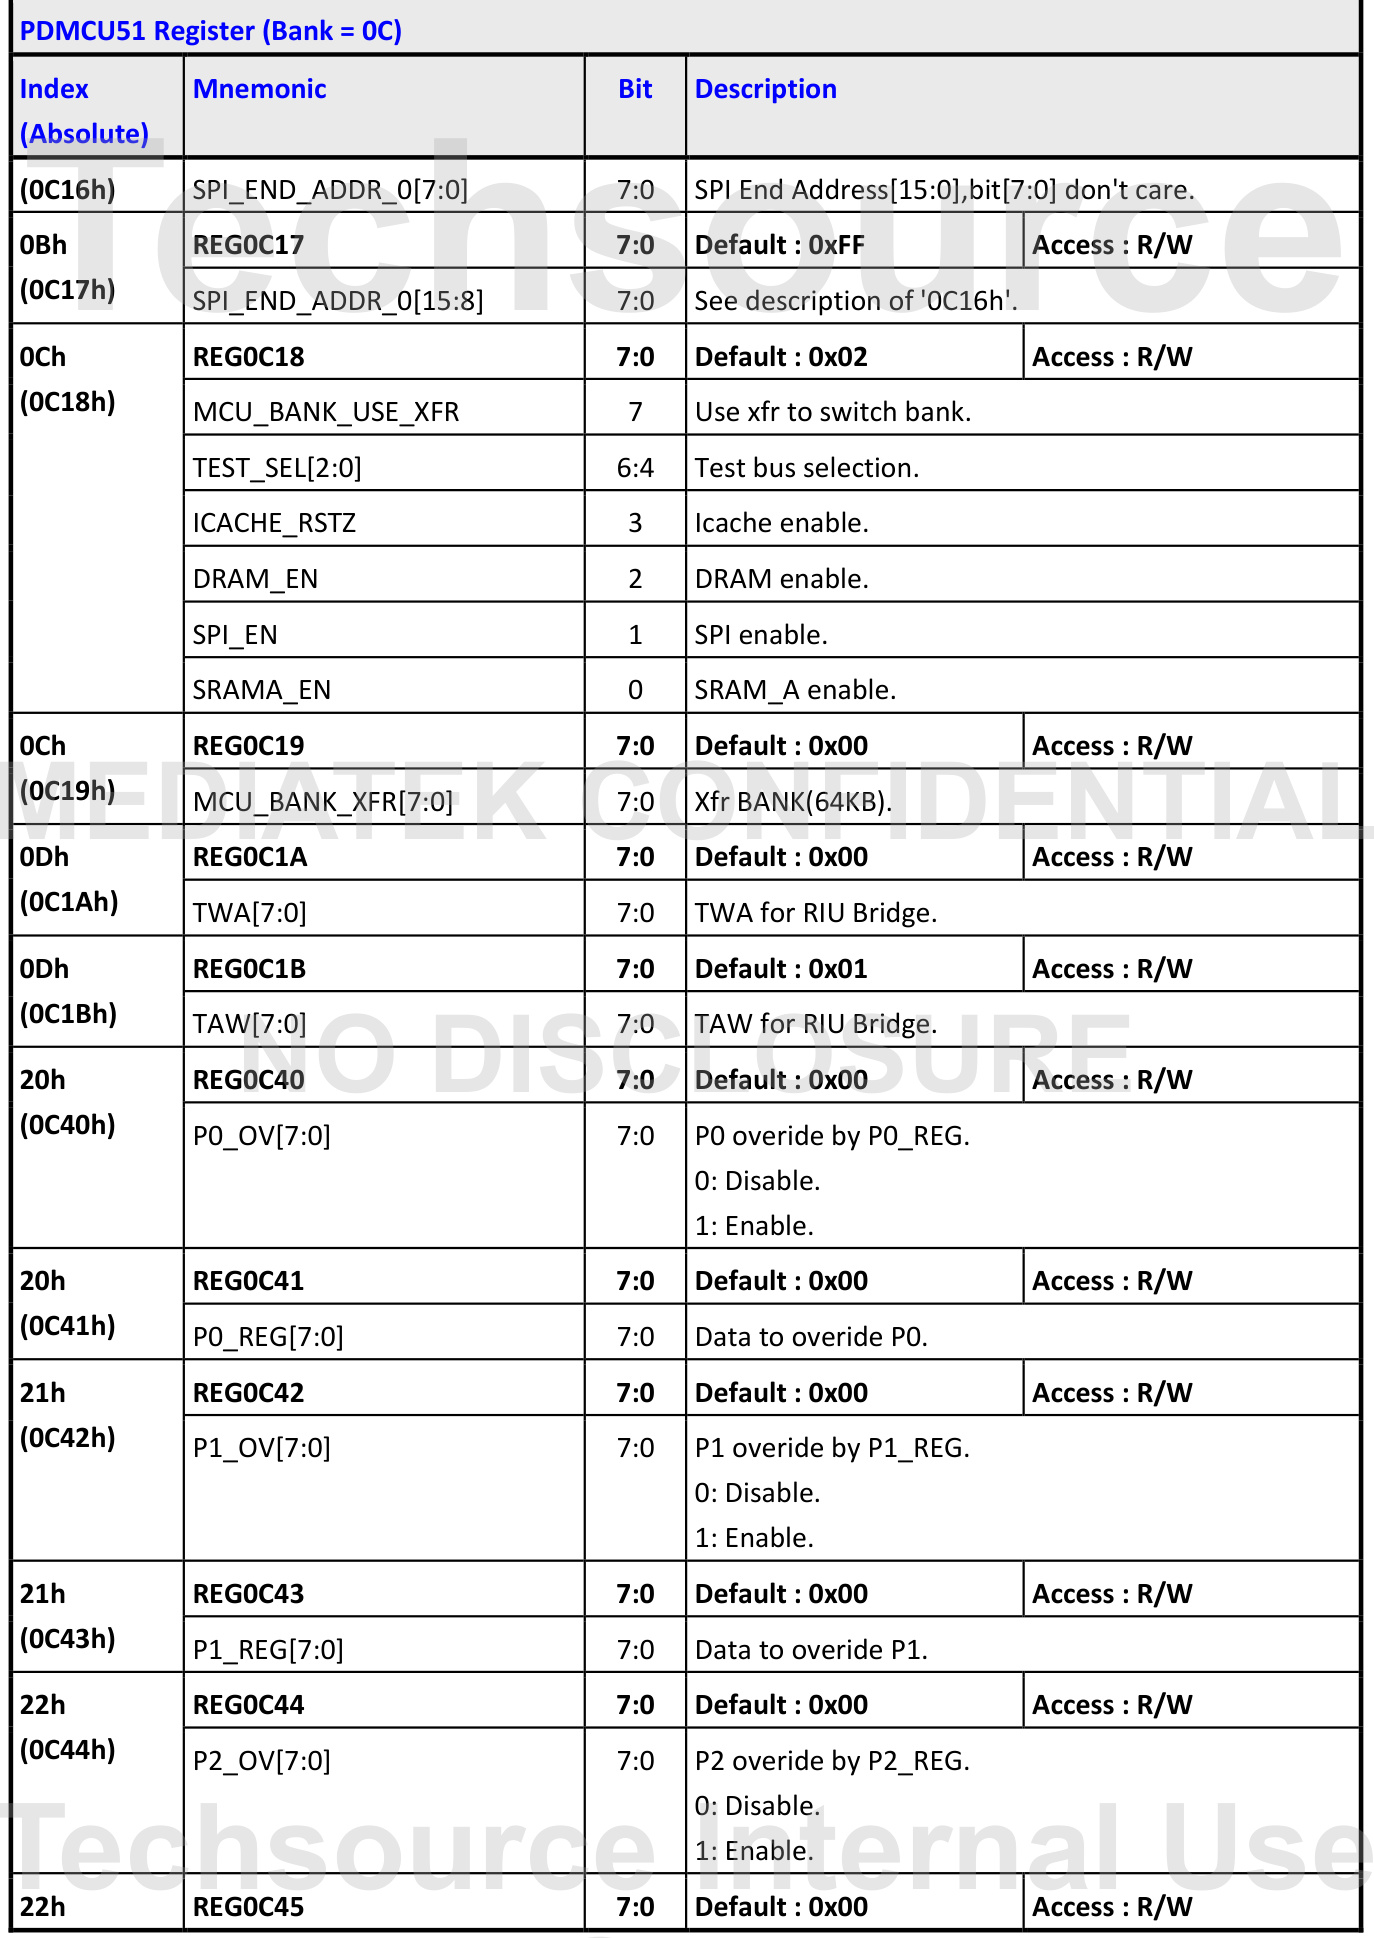 PDMCU51 Register (Bank = 0C)
Index Mnemonic Bit Description
(Absolute)
(0C16h) SPI_END_ADDR_0[7:0] 7:0 SPI End Address[15:0],bit[7:0] don't care.
0Bh REG0C17 7:0 Default : 0xFF Access : R/W
(0C17h) SPI_END_ADDR_0[15:8] 7:0 See description of '0C16h'.
Techsource
0Ch REG0C18 7:0 Default : 0x02 Access : R/W
(0C18h) MCU_BANK_USE_XFR 7 Use xfr to switch bank.
TEST_SEL[2:0] 6:4 Test bus selection.
ICACHE_RSTZ 3 Icache enable.
DRAM_EN 2 DRAM enable.
SPI_EN 1 SPI enable.
SRAMA_EN 0 SRAM_A enable.
0Ch REG0C19 7:0 Default : 0x00 Access : R/W
(0C19h) MCU_BANK_XFR[7:0] 7:0 Xfr BANK(64KB).
MEDIATEK CONFIDENTIAL
0Dh REG0C1A 7:0 Default : 0x00 Access : R/W
(0C1Ah) TWA[7:0] 7:0 TWA for RIU Bridge.
0Dh REG0C1B 7:0 Default : 0x01 Access : R/W
(0C1Bh) TAW[7:0] 7:0 TAW for RIU Bridge.
NO DISCLOSURE
20h REG0C40 7:0 Default : 0x00 Access : R/W
(0C40h) P0_OV[7:0] 7:0 P0 overide by P0_REG.
0: Disable.
1: Enable.
20h REG0C41 7:0 Default : 0x00 Access : R/W
(0C41h) P0_REG[7:0] 7:0 Data to overide P0.
21h REG0C42 7:0 Default : 0x00 Access : R/W
(0C42h) P1_OV[7:0] 7:0 P1 overide by P1_REG.
0: Disable.
1: Enable.
21h REG0C43 7:0 Default : 0x00 Access : R/W
(0C43h) P1_REG[7:0] 7:0 Data to overide P1.
22h REG0C44 7:0 Default : 0x00 Access : R/W
(0C44h) P2_OV[7:0] 7:0 P2 overide by P2_REG.
0: Disable.
1: Enable.
Techsource Internal Use
22h REG0C45 7:0 Default : 0x00 Access : R/W